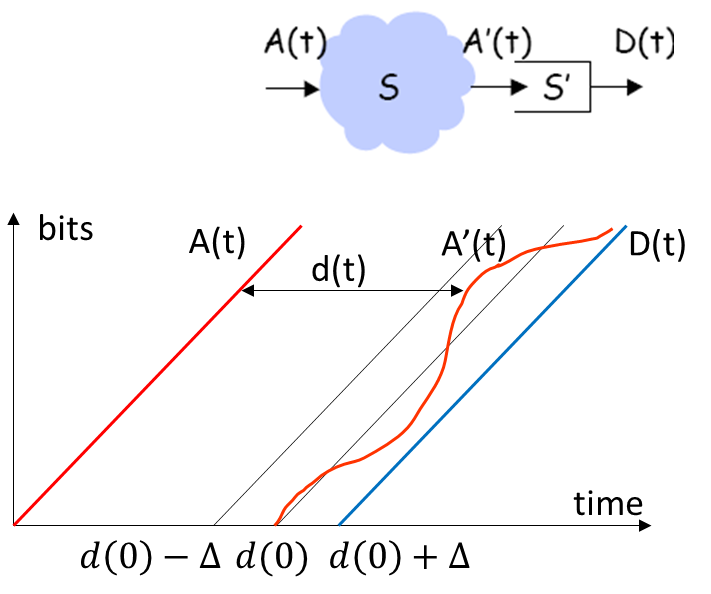 A(t) A'(t) D(t)
S S'
bits
A(t) A’(t) D(t)
d(t)
time
d(0) − Δ d(0) d(0) + Δ